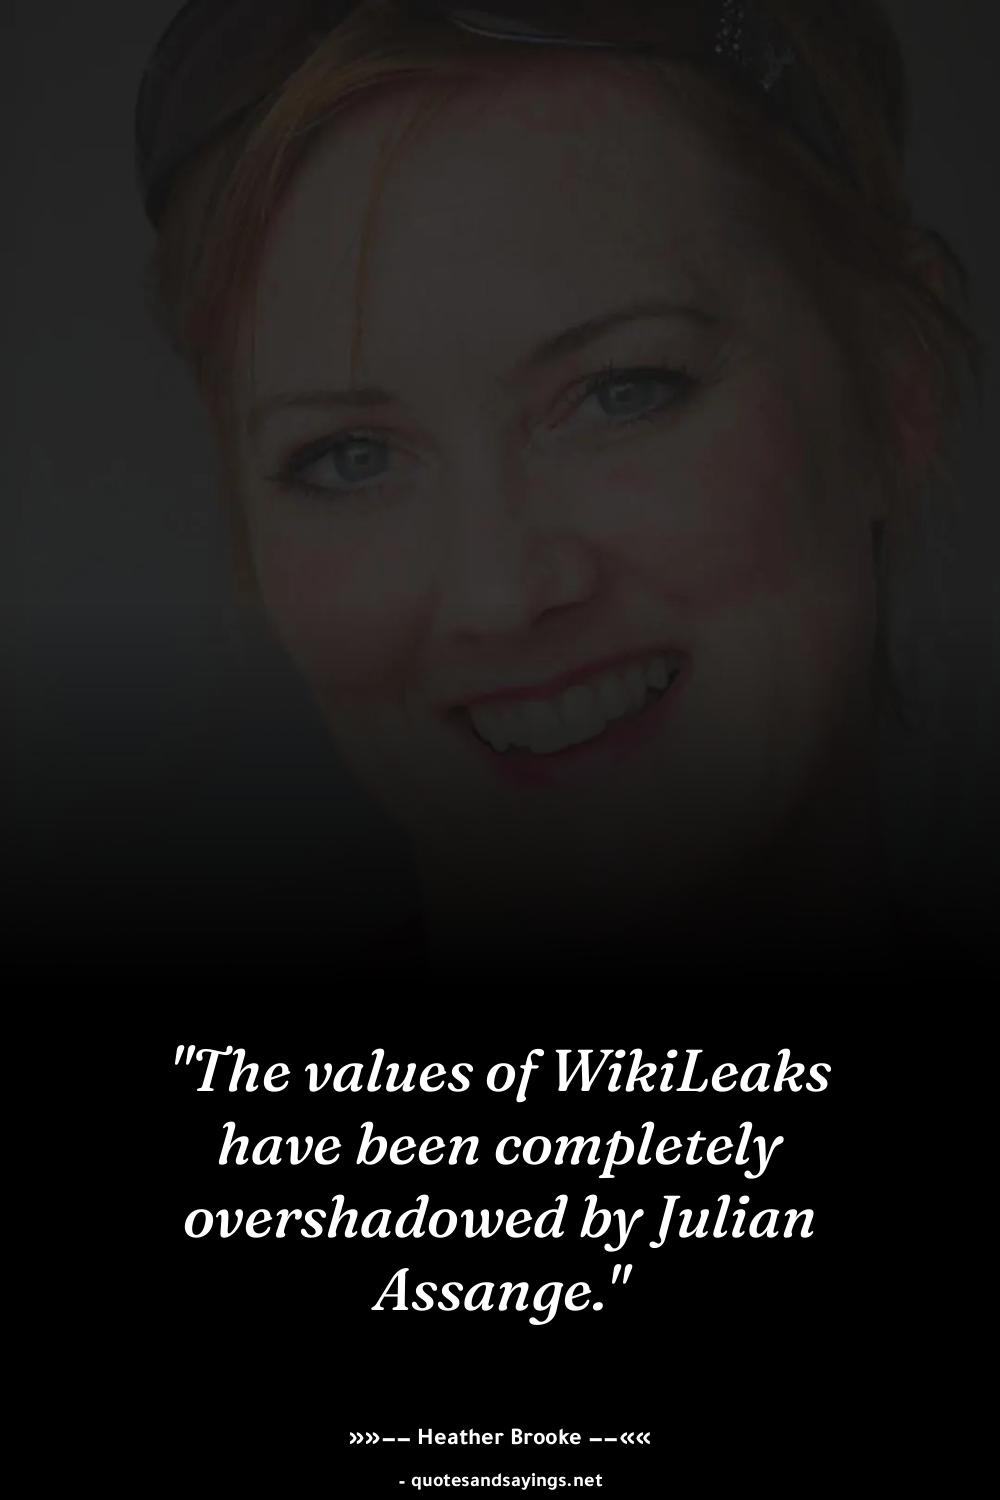 "The values of WikiLeaks
have been completely
overshadowed by Julian
Assange."
»»−− Heather Brooke −−««
- quotesandsayings.net